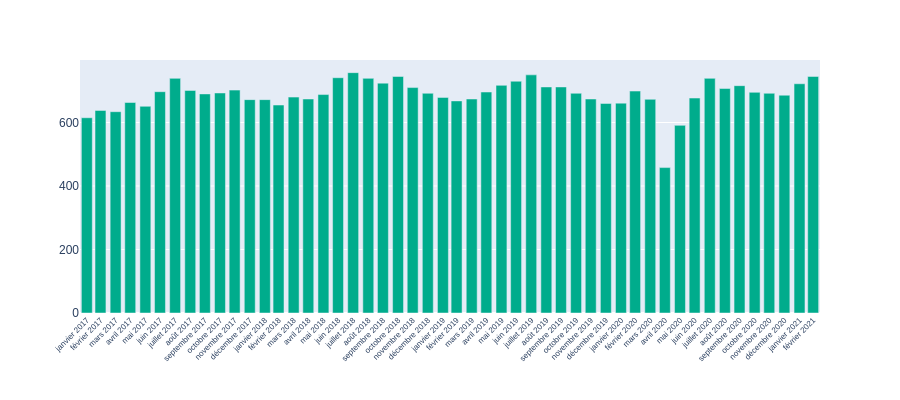 600
400
200
0
janvier 2017
février 2017
mars 2017
avril 2017
mai 2017
juin 2017
juillet 2017
août 2017
septembre 2017
octobre 2017
novembre 2017
décembre 2017
janvier 2018
février 2018
mars 2018
avril 2018
mai 2018
juin 2018
juillet 2018
août 2018
septembre 2018
octobre 2018
novembre 2018
décembre 2018
janvier 2019
février 2019
mars 2019
avril 2019
mai 2019
juin 2019
juillet 2019
août 2019
septembre 2019
octobre 2019
novembre 2019
décembre 2019
janvier 2020
février 2020
mars 2020
avril 2020
mai 2020
juin 2020
juillet 2020
août 2020
septembre 2020
octobre 2020
novembre 2020
décembre 2020
janvier 2021
février 2021